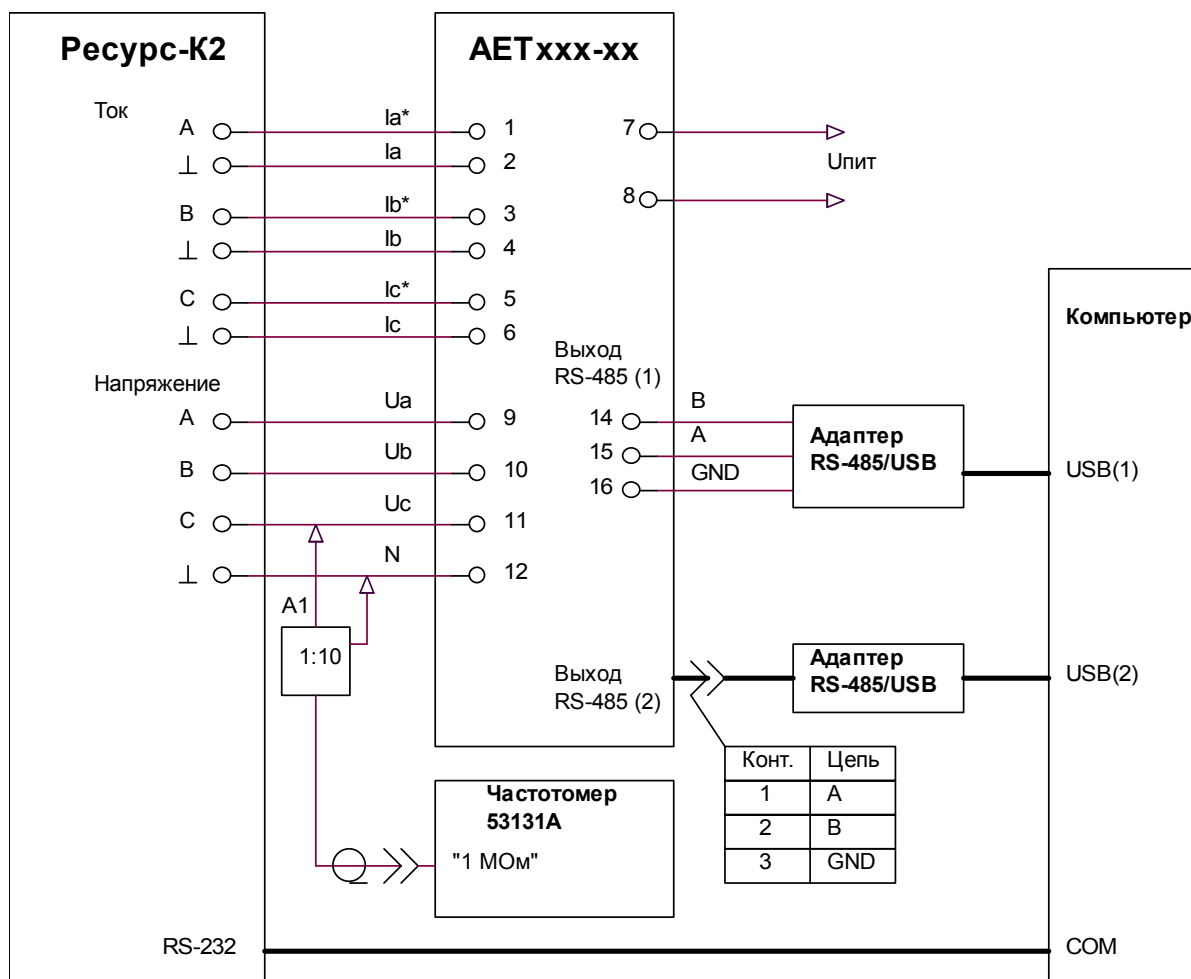 Ресурс-К2
АЕТххх-хх
Ток
A Ia* 1 7
⊥ Ia 2 Uпит
B Ib* 3 8
⊥ Ib 4
C Ic* 5
⊥ Ic 6
Компьютер
Напряжение
Выход
RS-485 (1)
A Ua 9 14 B
15 A
16 GND
Адаптер
RS-485/USB
USB(1)
B Ub 10
C Uc 11
⊥ N 12
A1
1:10
Выход
RS-485 (2)
Адаптер
RS-485/USB
USB(2)
Конт. Цепь
1 A
2 B
3 GND
Частотомер
53131А
"1 МОм"
RS-232 COM